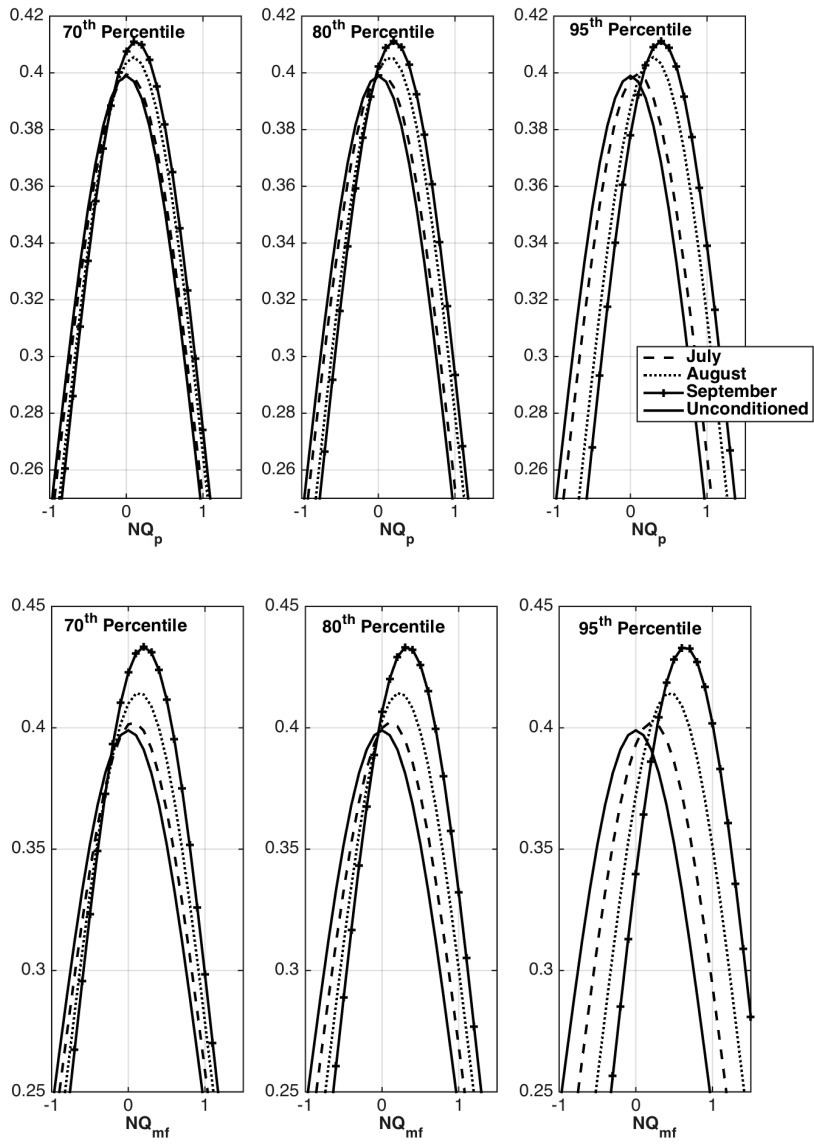 70th Percentile
80th Percentile
95th Percentile
0.42
0.4
0.38
0.36
0.34
0.32
0.3
0.28
0.26
-1 0 1
NQp
0.42
0.4
0.38
0.36
0.34
0.32
0.3
0.28
0.26
-1 0 1
NQp
0.42
0.4
0.38
0.36
0.34
0.32
0.3
0.28
0.26
-1 0 1
NQp
July
August
September
Unconditioned
70th Percentile
80th Percentile
95th Percentile
0.45
0.4
0.35
0.3
0.25
-1 0 1
NQmf
0.45
0.4
0.35
0.3
0.25
-1 0 1
NQmf
0.45
0.4
0.35
0.3
0.25
-1 0 1
NQmf